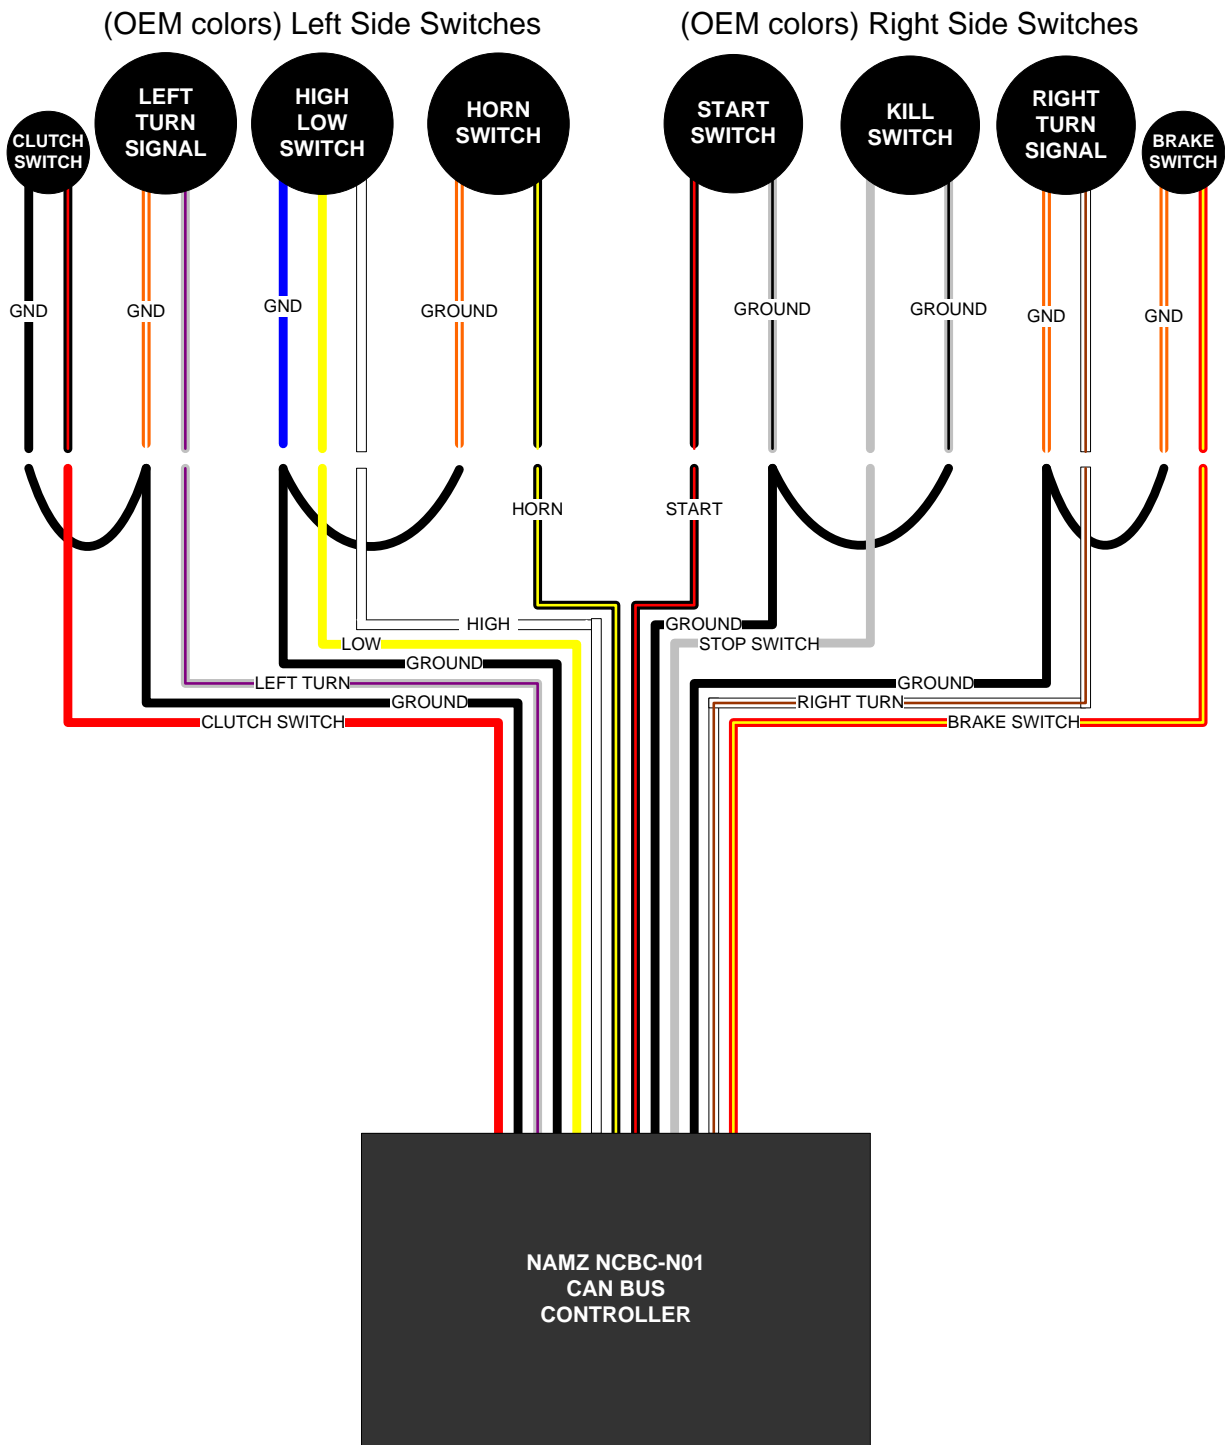 (OEM colors) Left Side Switches
(OEM colors) Right Side Switches
CLUTCH
SWITCH
LEFT
TURN
SIGNAL
HIGH
LOW
SWITCH
HORN
SWITCH
START
SWITCH
KILL
SWITCH
RIGHT
TURN
SIGNAL
BRAKE
SWITCH
GND
GND
GND
GROUND
GROUND
GROUND
GND
GND
HORN
START
HIGH
GROUND
LOW
STOP SWITCH
GROUND
LEFT TURN
GROUND
GROUND
RIGHT TURN
CLUTCH SWITCH
BRAKE SWITCH
NAMZ NCBC-N01
CAN BUS
CONTROLLER